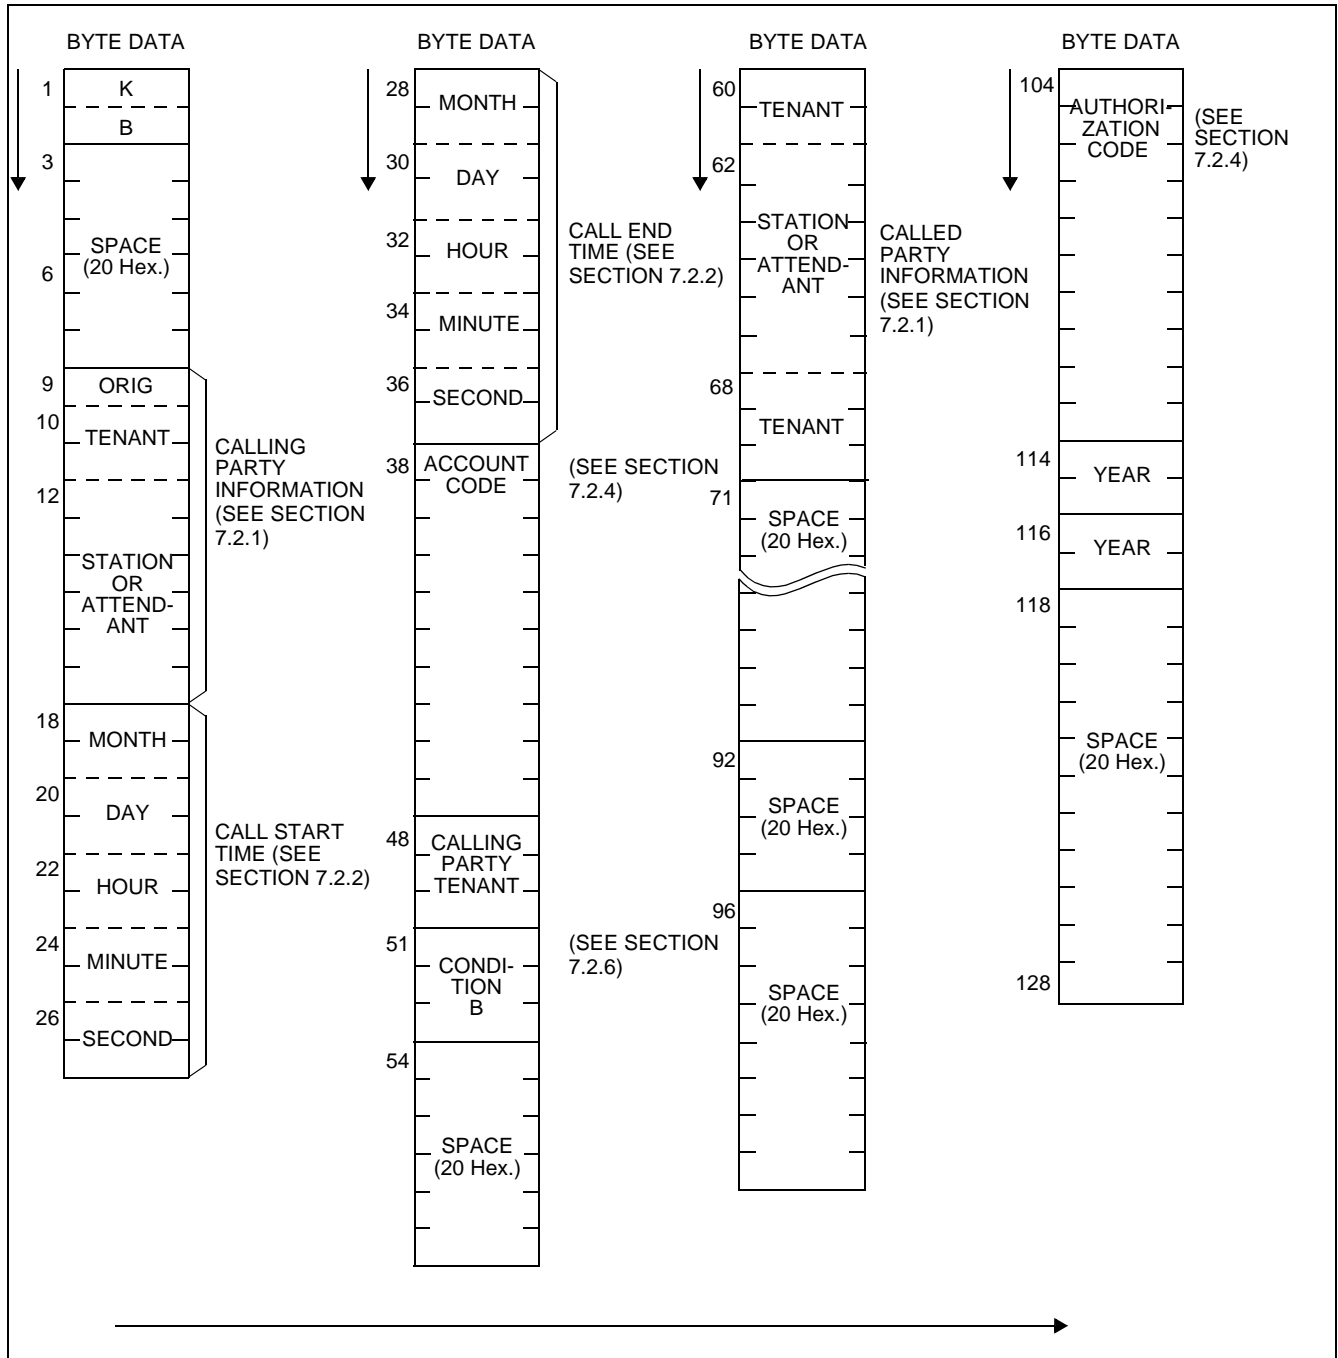 BYTE DATA
1
K
B
3
SPACE
(20 Hex.)
6
9
ORIG
10
TENANT
12
STATION
OR
ATTEND-
ANT
CALLING
PARTY
INFORMATION
(SEE SECTION
7.2.1)
18
MONTH
20
DAY
22
HOUR
24
MINUTE
26
SECOND
CALL START
TIME (SEE
SECTION 7.2.2)
BYTE DATA
28
MONTH
30
DAY
32
HOUR
34
MINUTE
36
SECOND
CALL END
TIME (SEE
SECTION 7.2.2)
38
ACCOUNT
CODE
(SEE SECTION
7.2.4)
48
CALLING
PARTY
TENANT
51
CONDI-
TION
B
(SEE SECTION
7.2.6)
54
SPACE
(20 Hex.)
BYTE DATA
60
TENANT
62
STATION
OR
ATTEND-
ANT
68
TENANT
CALLED
PARTY
INFORMATION
(SEE SECTION
7.2.1)
71
SPACE
(20 Hex.)
92
SPACE
(20 Hex.)
96
SPACE
(20 Hex.)
BYTE DATA
104
AUTHORI-
ZATION
CODE
(SEE
SECTION
7.2.4)
114
YEAR
116
YEAR
118
SPACE
(20 Hex.)
128